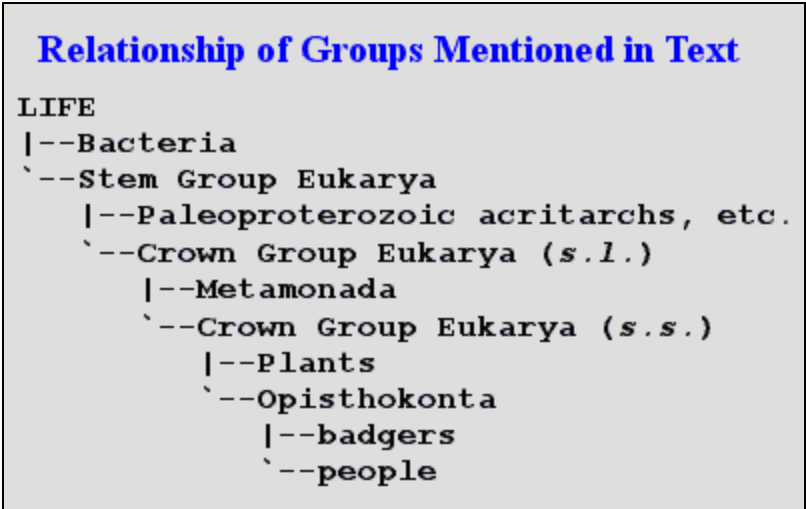 Relationship of Groups Mentioned in Text
LIFE
|--Bacteria
`--Stem Group Eukarya
   |--Paleoproterozoic acritarchs, etc.
   `--Crown Group Eukarya (s.l.)
      |--Metamonada
      `--Crown Group Eukarya (s.s.)
         |--Plants
         `--Opisthokonta
            |--badgers
            `--people